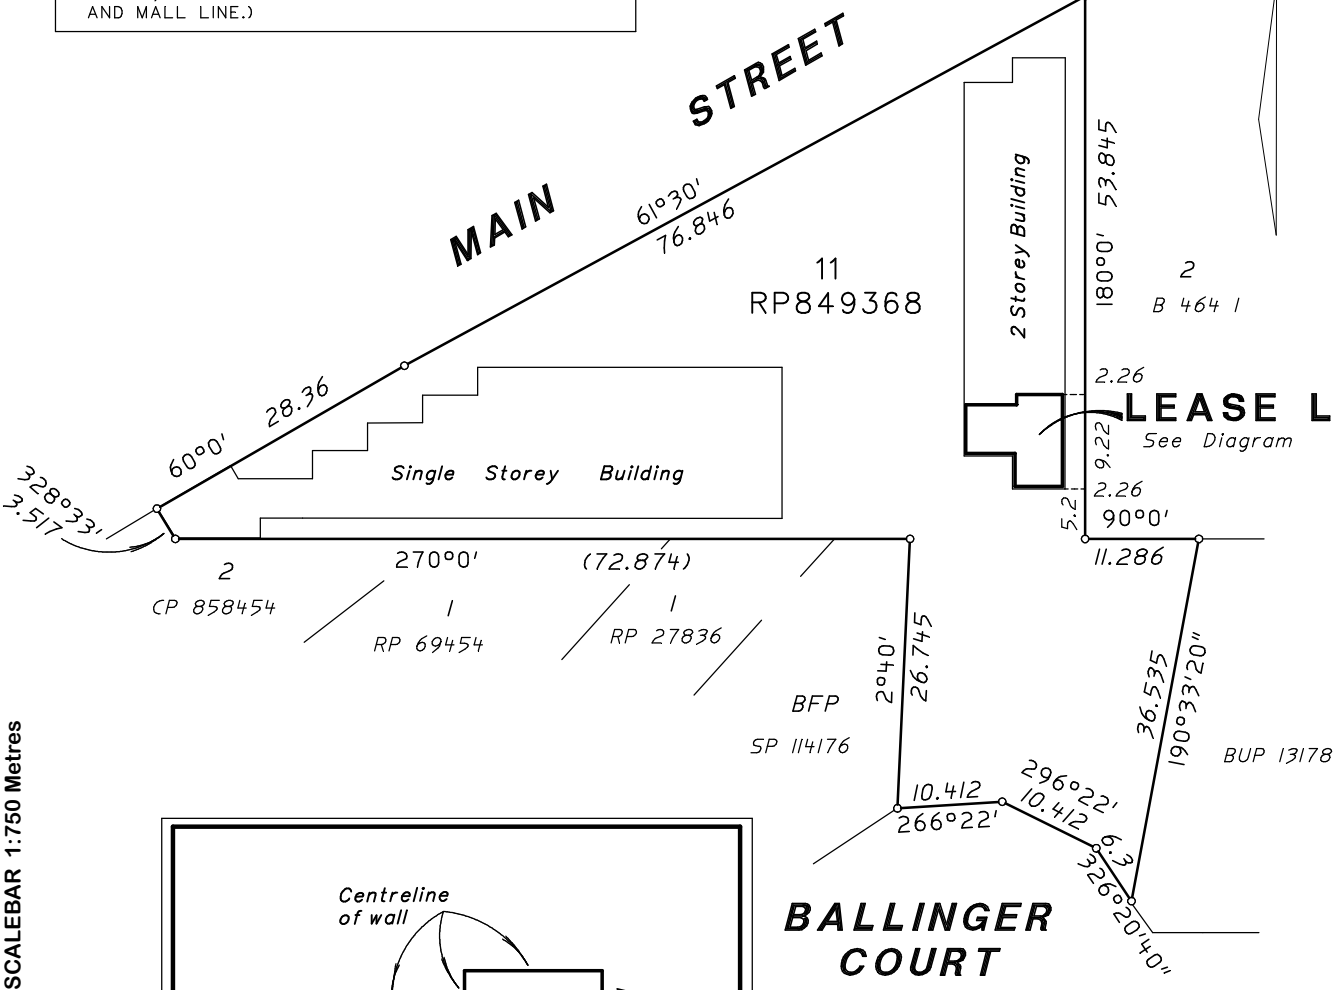 AND MALL LINE.)
MAIN STREET
61°30'
76.846
11
RP849368
2 Storey Building
180°0' 53.845
2
B 464 1
2.26
LEASE L
See Diagram
9.22
2.26
5.2
90°0'
11.286
28.36
60°0'
328°33'
3.517
Single Storey Building
270°0' (72.874)
2
CP 858454
1
RP 69454
1
RP 27836
2°40'
26.745
BFP
SP 114176
36.535
190°33'20"
BUP 13178
10.412
266°22'
296°22'
10.412
6.3
326°20'40"
BALLINGER
COURT
Centreline
of wall
SCALEBAR 1:750 Metres